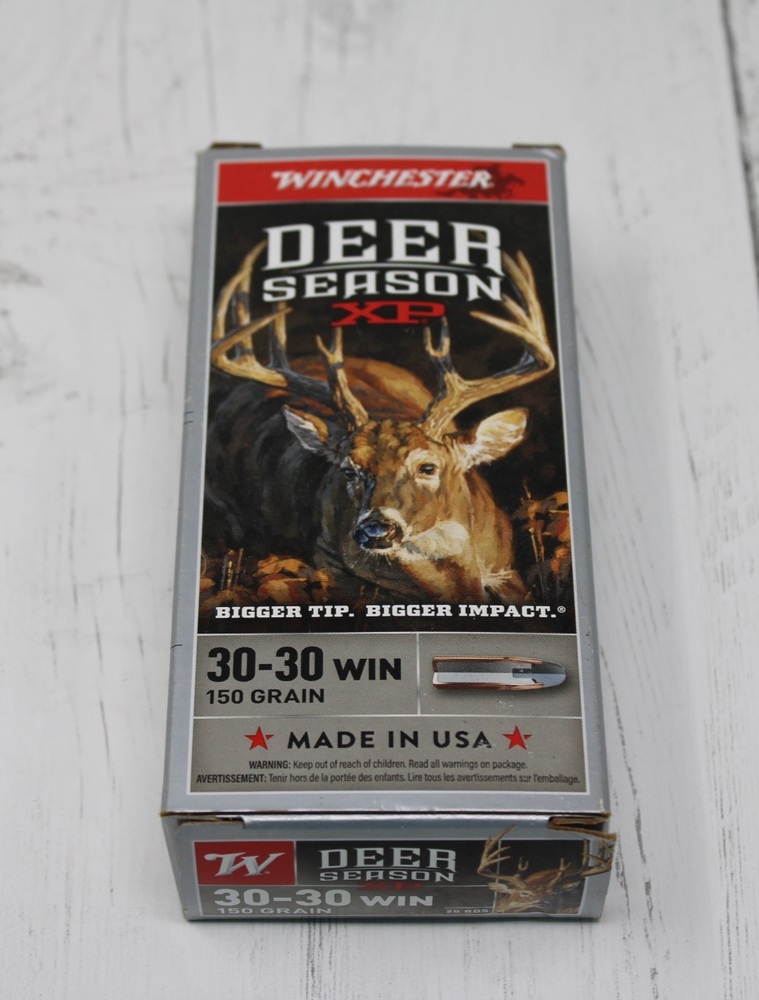 WINCHESTER
DEER
SEASON
XP®
BIGGER TIP. BIGGER IMPACT.®
30-30 WIN
150 GRAIN
MADE IN USA
WARNING: Keep out of reach of children. Read all warnings on package.
AVERTISSEMENT: Tenir hors de la portée des enfants. Lire tous les avertissements sur l'emballage.
W
DEER
SEASON
XP
30-30 WIN
150 GRAIN